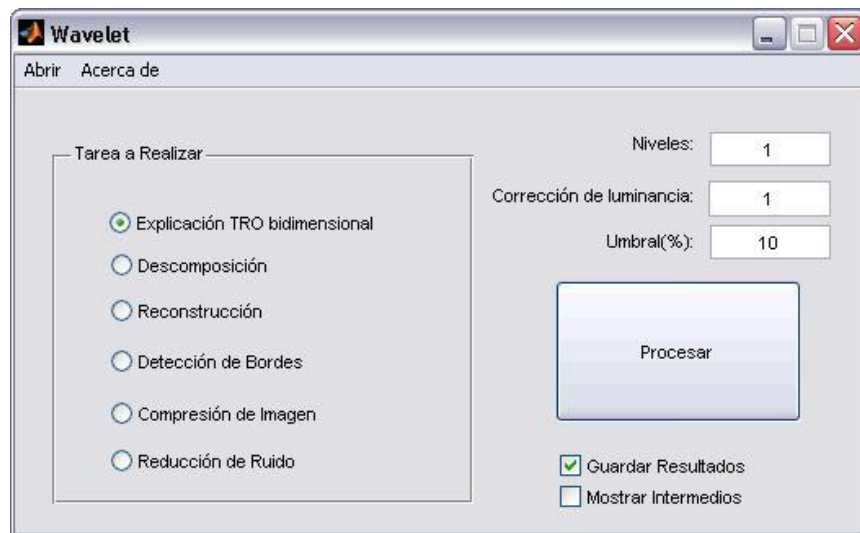 Wavelet
Abrir Acerca de
Tarea a Realizar
Explicación TRO bidimensional
Descomposición
Reconstrucción
Detección de Bordes
Compresión de Imagen
Reducción de Ruido
Niveles: 1
Corrección de luminancia: 1
Umbral(%): 10
Procesar
Guardar Resultados
Mostrar Intermedios